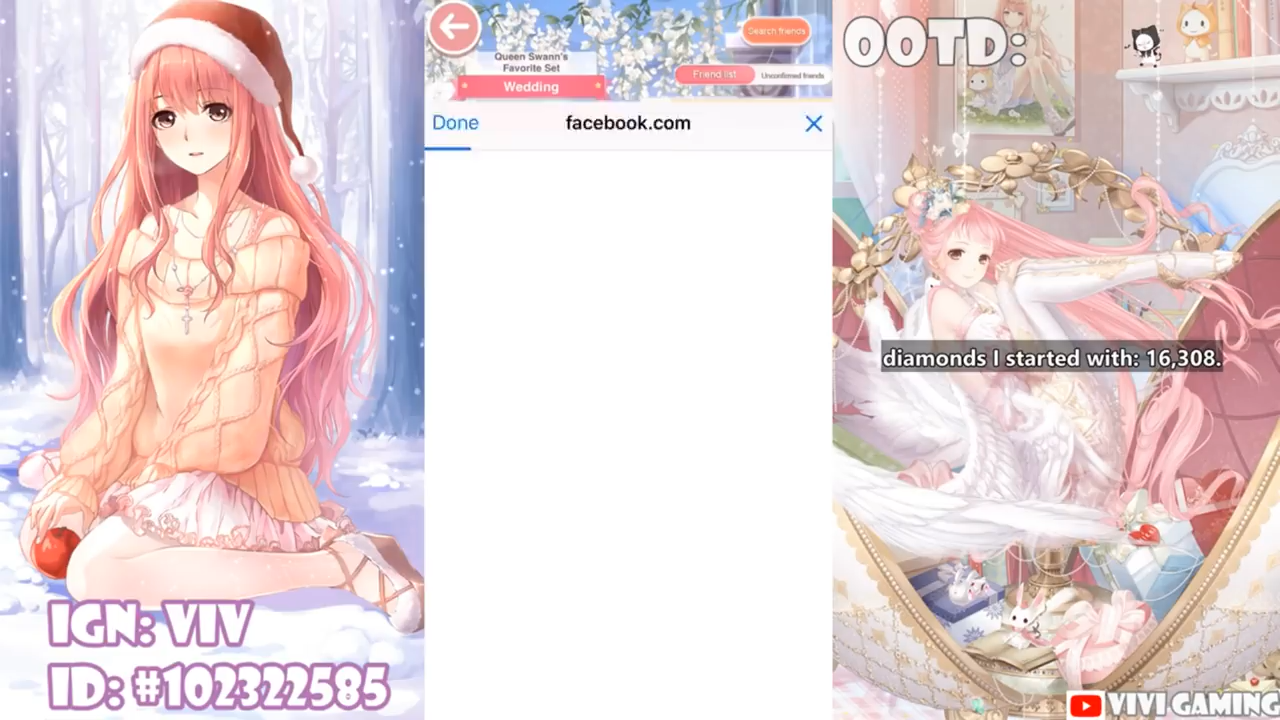 IGN: VIV
ID: #102322585
Search friends
Queen Swann's
Favorite Set
Wedding
Friend list
Unconfirmed friends
Done
facebook.com
OOTD:
diamonds I started with: 16,308.
VIVI GAMING